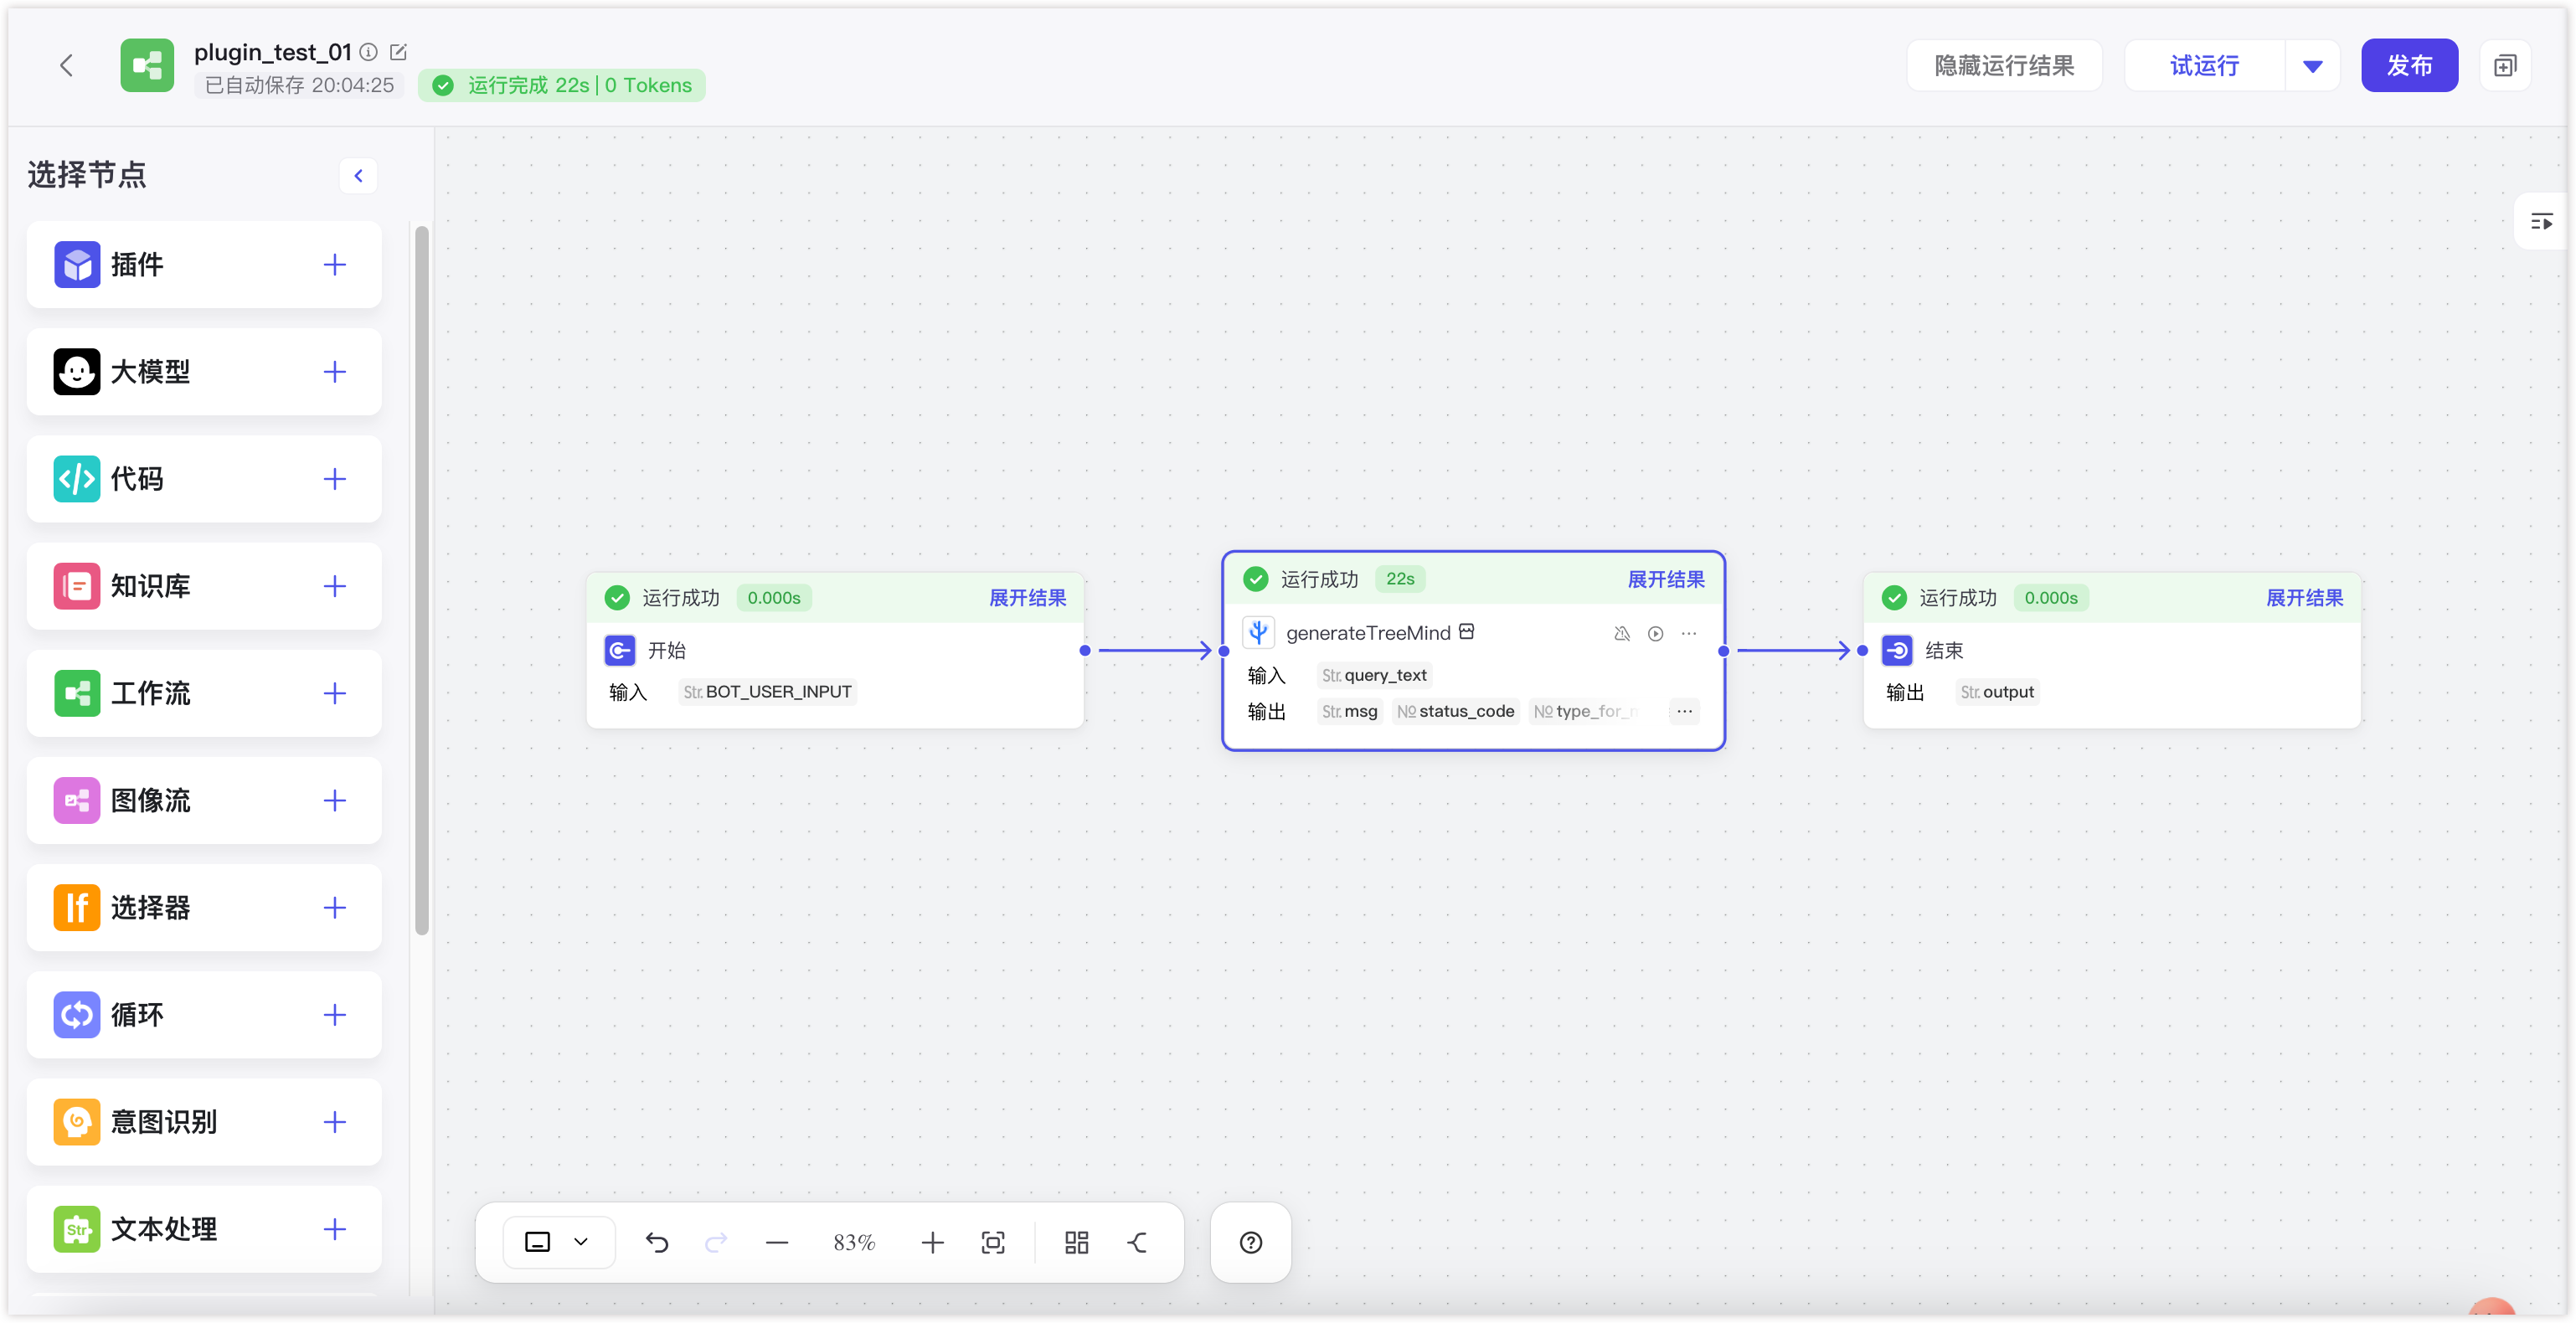 plugin_test_01
已自动保存 20:04:25
运行完成 22s | 0 Tokens
隐藏运行结果
试运行
发布
选择节点
插件
大模型
代码
知识库
工作流
图像流
If 选择器
循环
意图识别
Str 文本处理
运行成功 0.000s 展开结果
开始
输入 Str. BOT_USER_INPUT
运行成功 22s 展开结果
generateTreeMind
输入 Str. query_text
输出 Str. msg № status_code № type_for_
运行成功 0.000s 展开结果
结束
输出 Str. output
83%